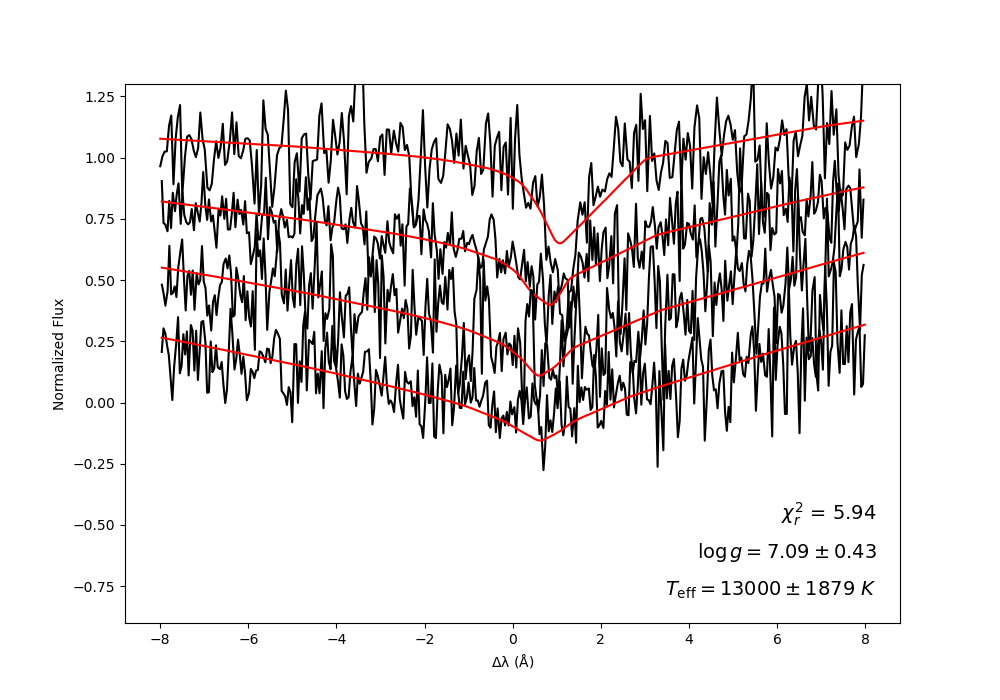 1.25
1.00
0.75
0.50
0.25
0.00
−0.25
−0.50
−0.75
Normalized Flux
χ²ᵣ = 5.94
log g = 7.09 ± 0.43
T_eff = 13000 ± 1879 K
−8 −6 −4 −2 0 2 4 6 8
Δλ (Å)